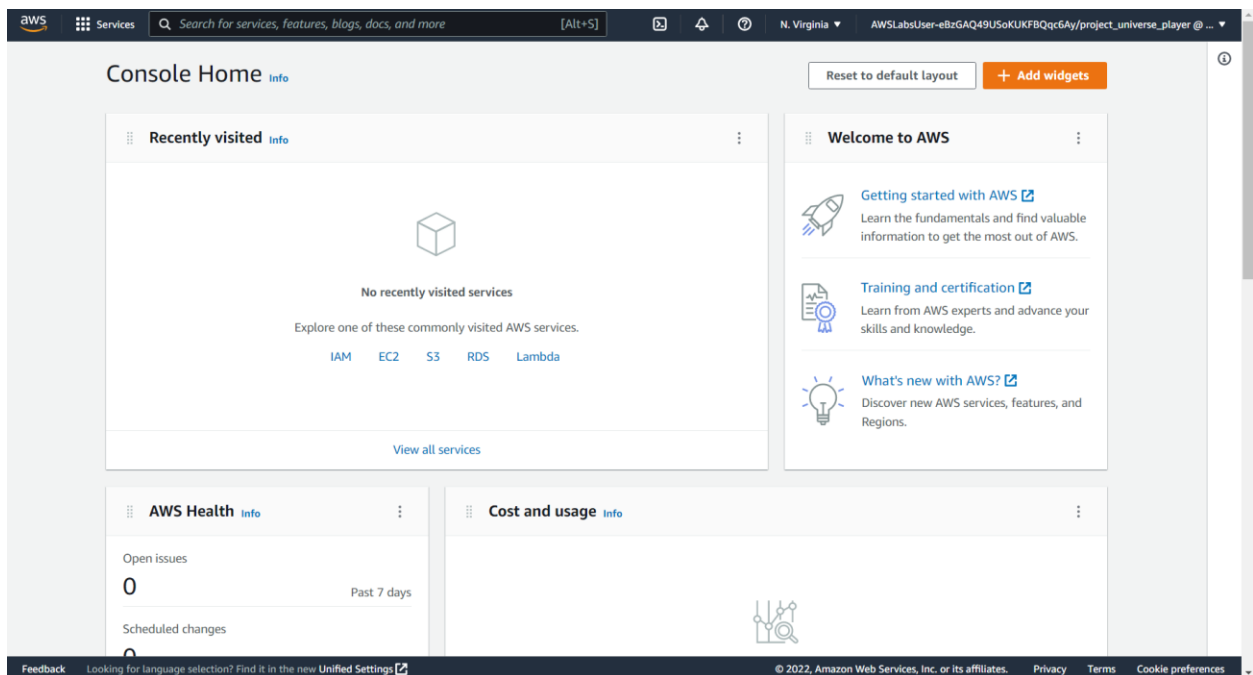 aws
Services
Search for services, features, blogs, docs, and more
[Alt+S]
N. Virginia ▼
AWSLabsUser-eBzGAQ49USoKUKFBQqc6Ay/project_universe_player @ ... ▼
Console Home Info
Reset to default layout
+ Add widgets
Recently visited Info
No recently visited services
Explore one of these commonly visited AWS services.
IAM EC2 S3 RDS Lambda
View all services
Welcome to AWS
Getting started with AWS
Learn the fundamentals and find valuable
information to get the most out of AWS.
Training and certification
Learn from AWS experts and advance your
skills and knowledge.
What's new with AWS?
Discover new AWS services, features, and
Regions.
AWS Health Info
Open issues
0
Past 7 days
Scheduled changes
0
Cost and usage Info
Feedback
Looking for language selection? Find it in the new Unified Settings
© 2022, Amazon Web Services, Inc. or its affiliates.
Privacy
Terms
Cookie preferences